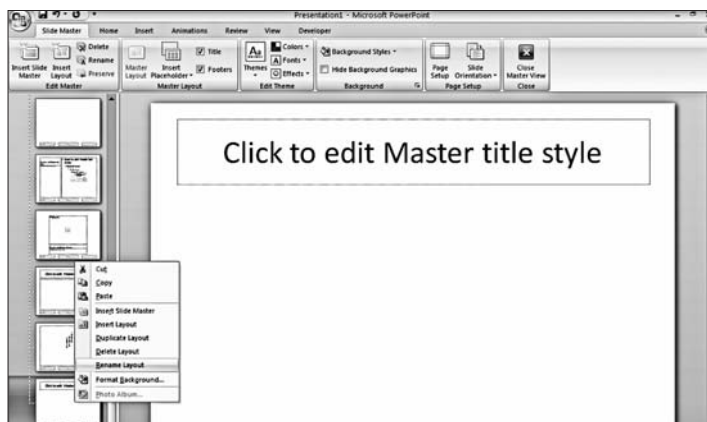 Presentation1 - Microsoft PowerPoint
Slide Master Home Insert Animations Review View Developer
Insert Slide Master
Insert Layout
Delete
Rename
Preserve
Edit Master
Master Layout
Insert Placeholder
Title
Footers
Master Layout
Themes
Colors
Fonts
Effects
Edit Theme
Background Styles
Hide Background Graphics
Background
Page Setup
Slide Orientation
Page Setup
Close Master View
Close
Click to edit Master title style
Cut
Copy
Paste
Insert Slide Master
Insert Layout
Duplicate Layout
Delete Layout
Rename Layout
Format Background...
Photo Album...